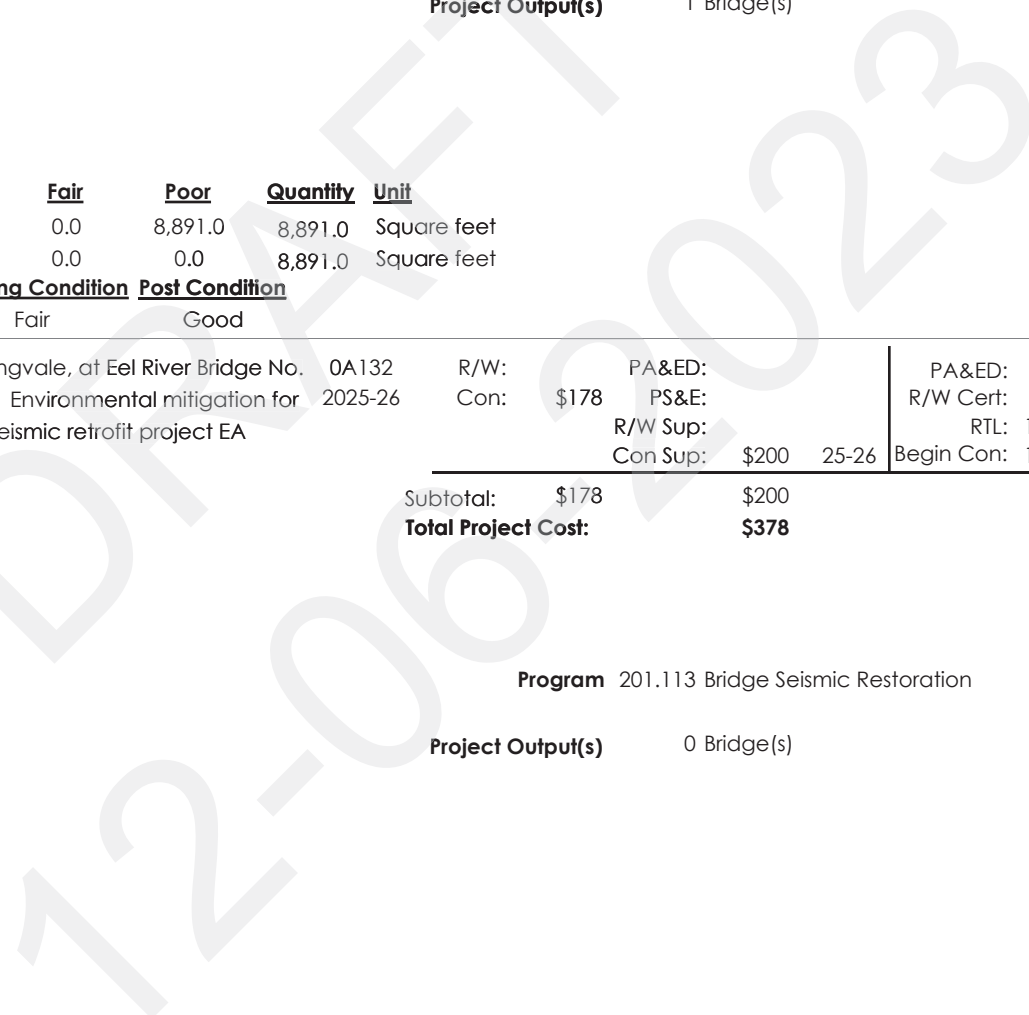 Project Output(s) 1 Bridge(s)
Fair Poor Quantity Unit
0.0 8,891.0 8,891.0 Square feet
0.0 0.0 8,891.0 Square feet
ng Condition Post Condition
Fair Good
ngvale, at Eel River Bridge No. 0A132 R/W: PA&ED: PA&ED:
Environmental mitigation for 2025-26 Con: $178 PS&E: R/W Cert:
eismic retrofit project EA R/W Sup: RTL:
Con Sup: $200 25-26 Begin Con:
Subtotal: $178 $200
Total Project Cost: $378
Program 201.113 Bridge Seismic Restoration
Project Output(s) 0 Bridge(s)
DRAFT
12-06-2023